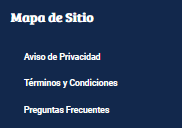 Mapa de Sitio
Aviso de Privacidad
Términos y Condiciones
Preguntas Frecuentes